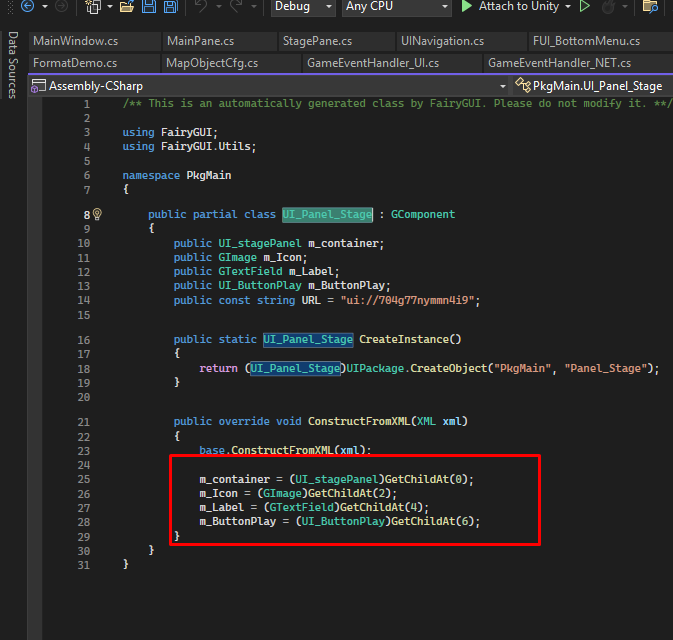 Debug
Any CPU
Attach to Unity
Data Sources
MainWindow.cs
MainPane.cs
StagePane.cs
UINavigation.cs
FUI_BottomMenu.cs
FormatDemo.cs
MapObjectCfg.cs
GameEventHandler_UI.cs
GameEventHandler_NET.cs
Assembly-CSharp
PkgMain.UI_Panel_Stage
1 /** This is an automatically generated class by FairyGUI. Please do not modify it. **/
2
3 using FairyGUI;
4 using FairyGUI.Utils;
5
6 namespace PkgMain
7 {
8 public partial class UI_Panel_Stage : GComponent
9 {
10 public UI_stagePanel m_container;
11 public GImage m_Icon;
12 public GTextField m_Label;
13 public UI_ButtonPlay m_ButtonPlay;
14 public const string URL = "ui://704g77nymmn4i9";
15
16 public static UI_Panel_Stage CreateInstance()
17 {
18 return (UI_Panel_Stage)UIPackage.CreateObject("PkgMain", "Panel_Stage");
19 }
20
21 public override void ConstructFromXML(XML xml)
22 {
23 base.ConstructFromXML(xml);
24
25 m_container = (UI_stagePanel)GetChildAt(0);
26 m_Icon = (GImage)GetChildAt(2);
27 m_Label = (GTextField)GetChildAt(4);
28 m_ButtonPlay = (UI_ButtonPlay)GetChildAt(6);
29 }
30 }
31 }